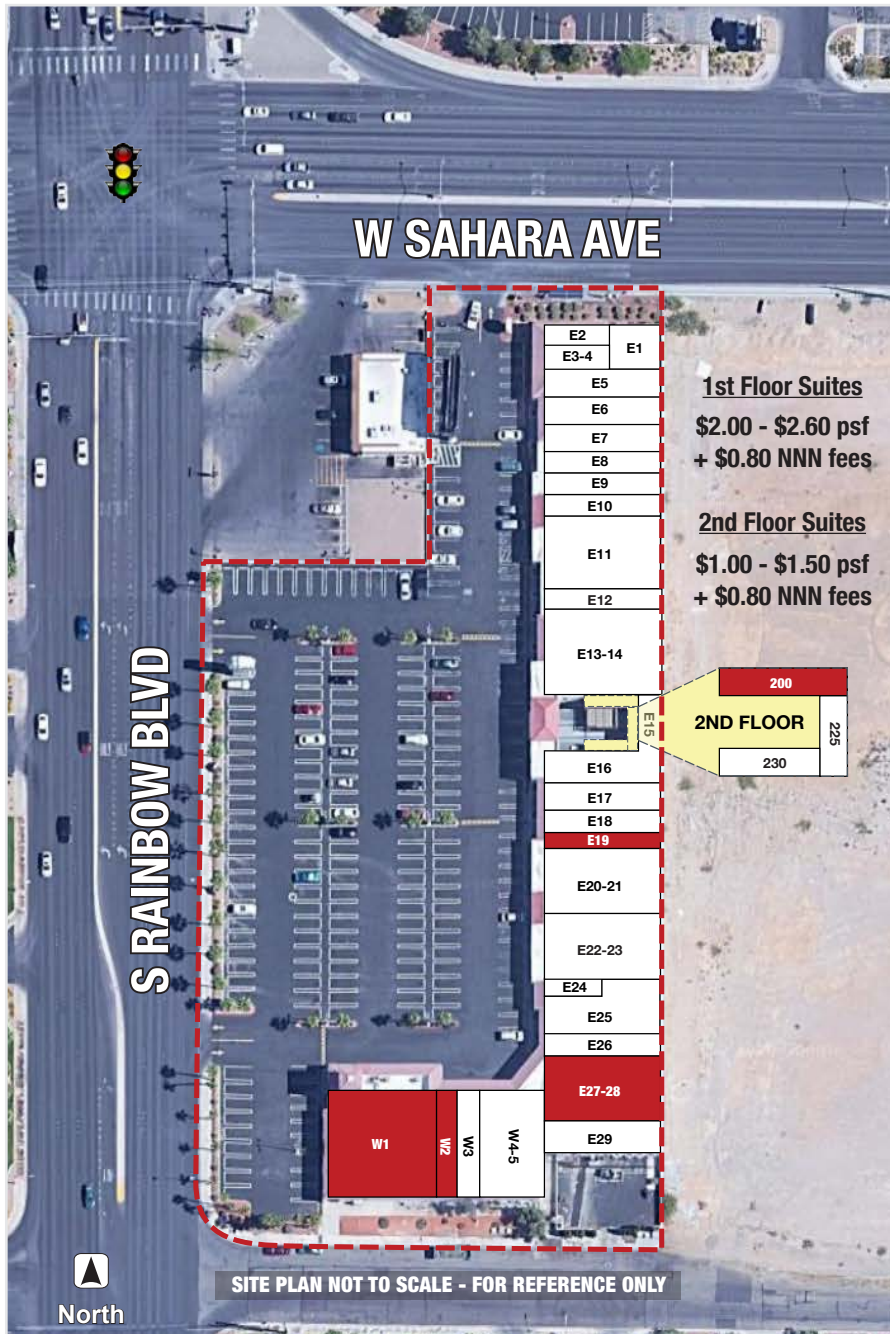 W SAHARA AVE
S RAINBOW BLVD
E2
E1
E3-4
E5
E6
E7
E8
E9
E10
E11
E12
E13-14
E15
E16
E17
E18
E19
E20-21
E22-23
E24
E25
E26
E27-28
E29
W1
W2
W3
W4-5
1st Floor Suites
$2.00 - $2.60 psf
+ $0.80 NNN fees
2nd Floor Suites
$1.00 - $1.50 psf
+ $0.80 NNN fees
200
2ND FLOOR
225
230
North
SITE PLAN NOT TO SCALE - FOR REFERENCE ONLY